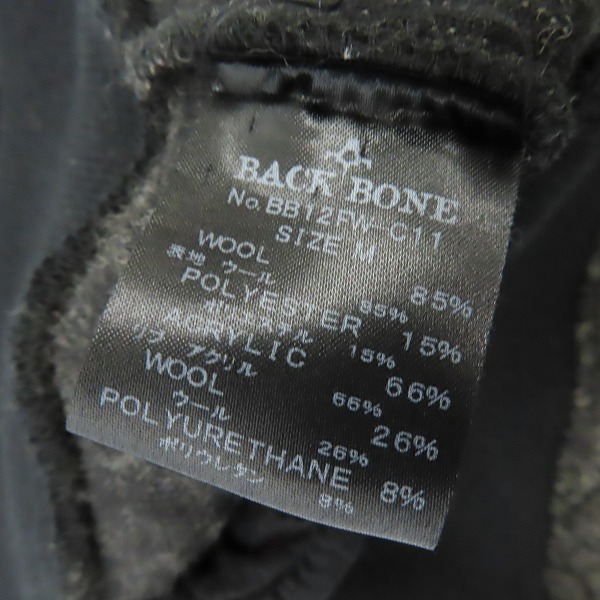 BACK BONE
No.BB12FW-C11
SIZE M
WOOL 85%
表地 ウール 85%
POLYESTER 15%
ポリエステル 15%
ACRYLIC 66%
リブ アクリル 66%
WOOL 26%
ウール 26%
POLYURETHANE 8%
ポリウレタン 8%